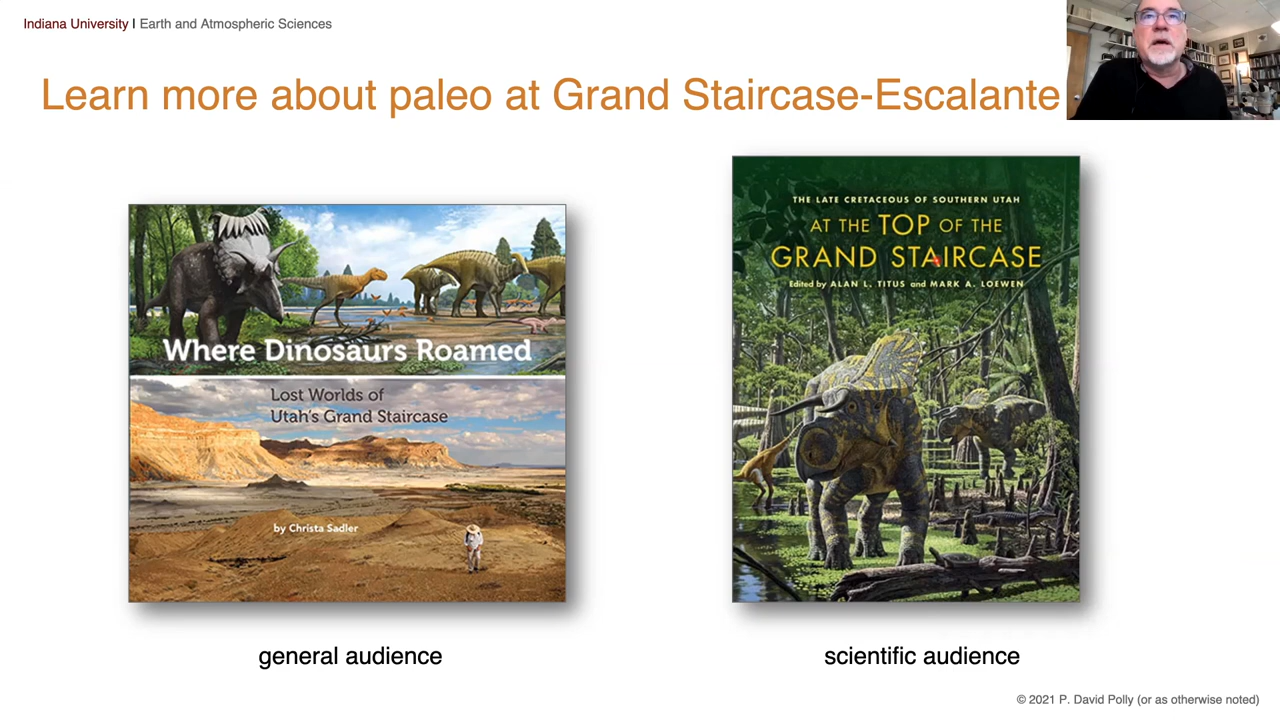 Indiana University | Earth and Atmospheric Sciences
Learn more about paleo at Grand Staircase-Escalante
Where Dinosaurs Roamed
Lost Worlds of
Utah's Grand Staircase
by Christa Sadler
general audience
THE LATE CRETACEOUS OF SOUTHERN UTAH
AT THE TOP OF THE
GRAND STAIRCASE
Edited by ALAN L. TITUS and MARK A. LOEWEN
scientific audience
© 2021 P. David Polly (or as otherwise noted)